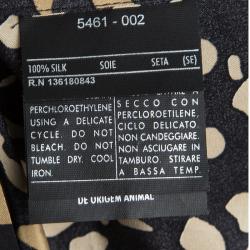 5461 - 002
100% SILK SOIE SETA (SE)
R.N 136180843
PERCHLOROETHYLENE
USING A DELICATE
CYCLE. DO NOT
BLEACH. DO NOT
TUMBLE DRY. COOL
IRON.
SECCO CON
PERCLOROETILENE,
CICLO DELICATO.
NON CANDEGGIARE
NON ASCIUGARE IN
TAMBURO. STIRARE
A BASSA TEMP.
DE ORIGEM ANIMAL